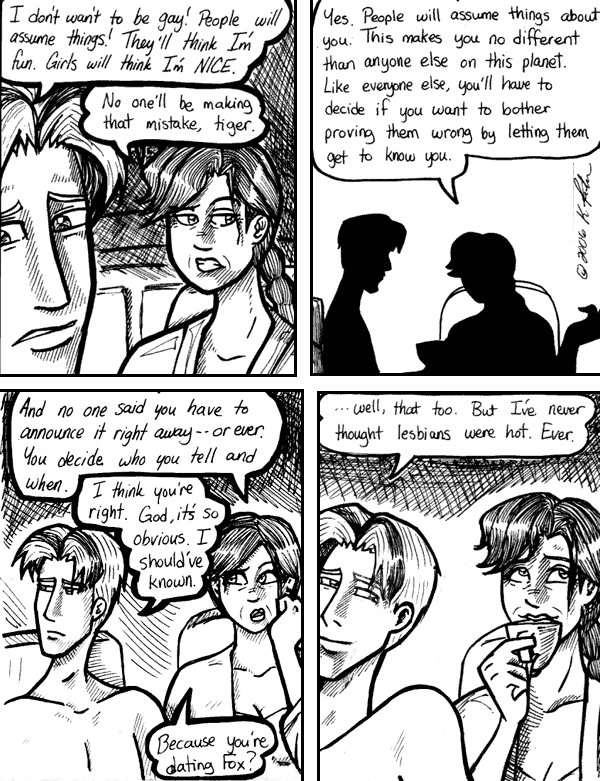 I don't want to be gay! People will
assume things! They'll think I'm
fun. Girls will think I'm NICE.
No one'll be making
that mistake, tiger.
Yes. People will assume things about
you. This makes you no different
than anyone else on this planet.
Like everyone else, you'll have to
decide if you want to bother
proving them wrong by letting them
get to know you.
© 2006 K.
And no one said you have to
announce it right away--or ever.
You decide who you tell and
when.
I think you're
right. God, it's so
obvious. I
should've
known.
Because you're
dating Fox?
...well, that too. But I've never
thought lesbians were hot. Ever.